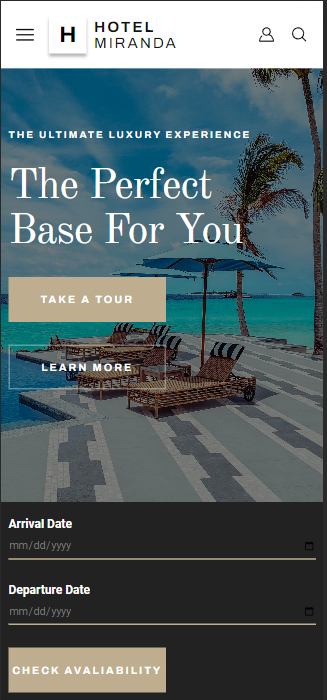 H
HOTEL
MIRANDA
THE ULTIMATE LUXURY EXPERIENCE
The Perfect
Base For You
TAKE A TOUR
LEARN MORE
Arrival Date
mm/dd/yyyy
Departure Date
mm/dd/yyyy
CHECK AVALIABILITY